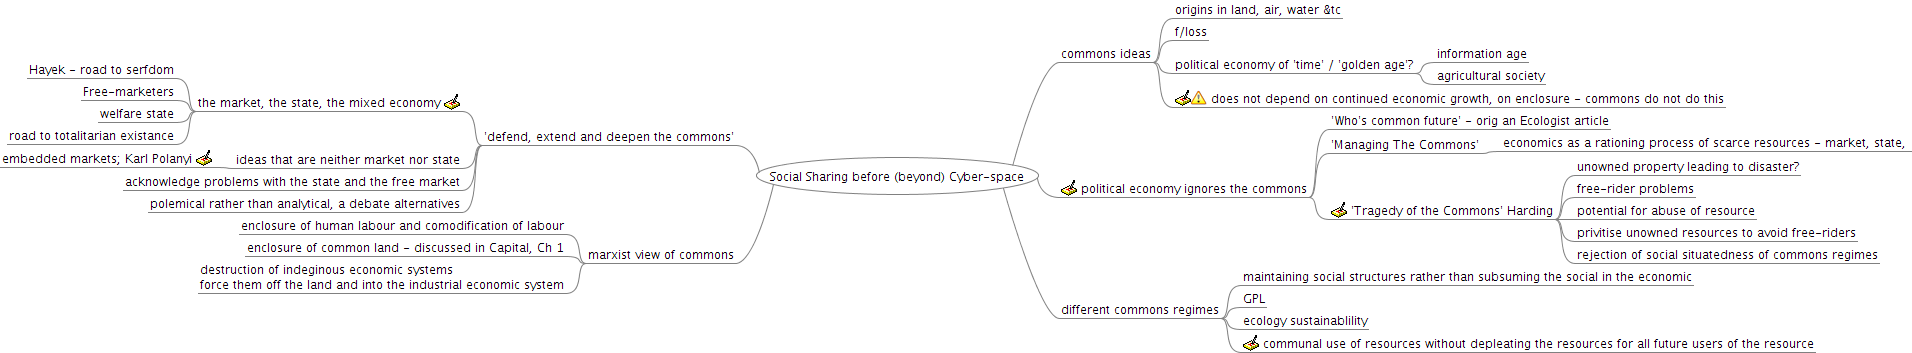 Social Sharing before (beyond) Cyber-space
commons ideas
origins in land, air, water &tc
f/loss
political economy of 'time' / 'golden age'?
information age
agricultural society
does not depend on continued economic growth, on enclosure - commons do not do this
political economy ignores the commons
'Who's common future' - orig an Ecologist article
'Managing The Commons'
economics as a rationing process of scarce resources - market, state,
'Tragedy of the Commons' Harding
unowned property leading to disaster?
free-rider problems
potential for abuse of resource
privitise unowned resources to avoid free-riders
rejection of social situatedness of commons regimes
different commons regimes
maintaining social structures rather than subsuming the social in the economic
GPL
ecology sustainablility
communal use of resources without depleating the resources for all future users of the resource
'defend, extend and deepen the commons'
the market, the state, the mixed economy
Hayek - road to serfdom
Free-marketers
welfare state
road to totalitarian existance
ideas that are neither market nor state
embedded markets; Karl Polanyi
acknowledge problems with the state and the free market
polemical rather than analytical, a debate alternatives
marxist view of commons
enclosure of human labour and comodification of labour
enclosure of common land - discussed in Capital, Ch 1
destruction of indeginous economic systems
force them off the land and into the industrial economic system